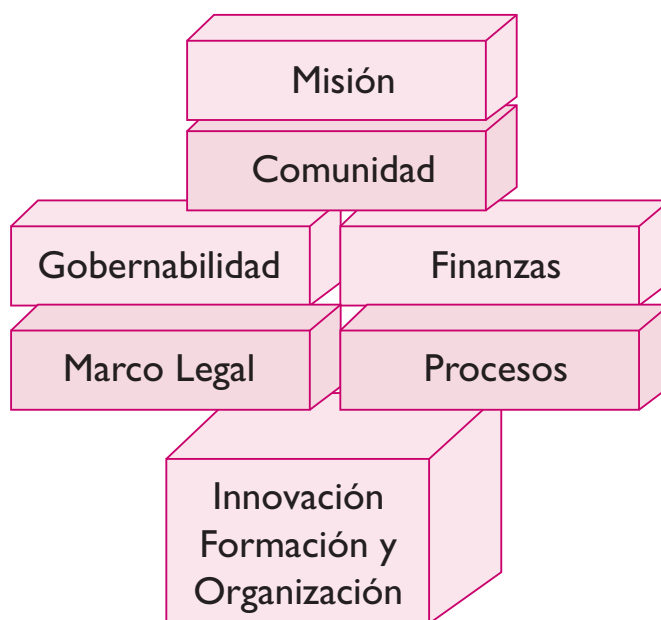 Misión
Comunidad
Gobernabilidad
Finanzas
Marco Legal
Procesos
Innovación
Formación y
Organización